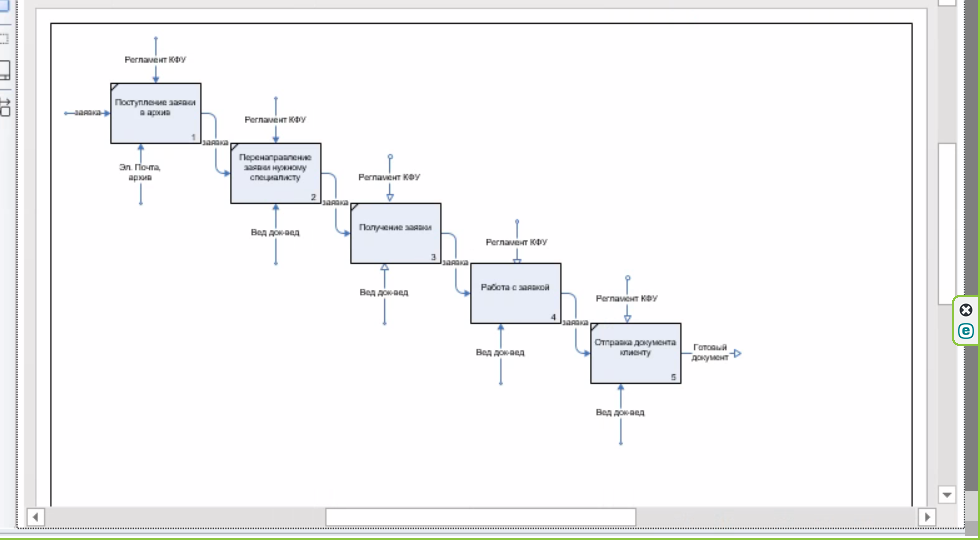 Регламент КФУ
заявка
Поступление заявки
в архив
1
Эл. Почта,
архив
заявка
Регламент КФУ
Перенаправление
заявки нужному
специалисту
2
Вед док-вед
заявка
Регламент КФУ
Получение заявки
3
Вед док-вед
заявка
Регламент КФУ
Работа с заявкой
4
Вед док-вед
заявка
Регламент КФУ
Отправка документа
клиенту
5
Вед док-вед
Готовый
документ